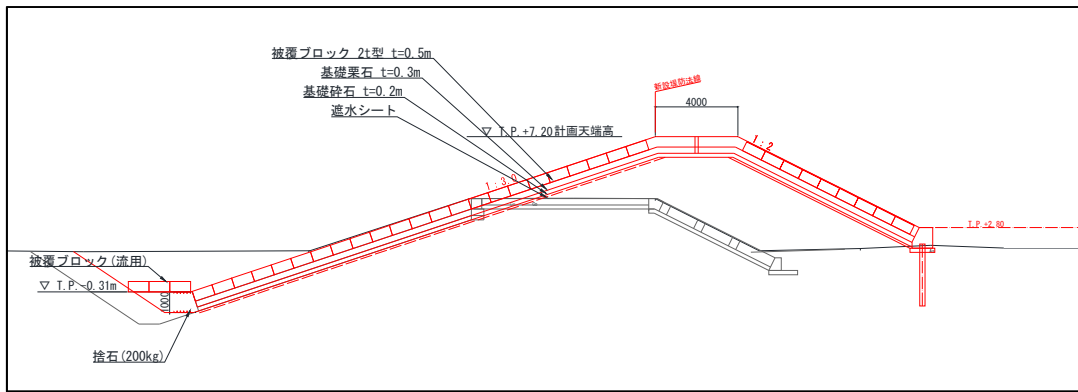 被覆ブロック 2t型 t=0.5m
基礎栗石 t=0.3m
基礎砕石 t=0.2m
遮水シート
新設堤防法線
4000
▽ T.P.+7.20計画天端高
1:2
1:3.0
T.P.+2.80
被覆ブロック(流用)
▽ T.P.-0.31m
1000
捨石(200kg)